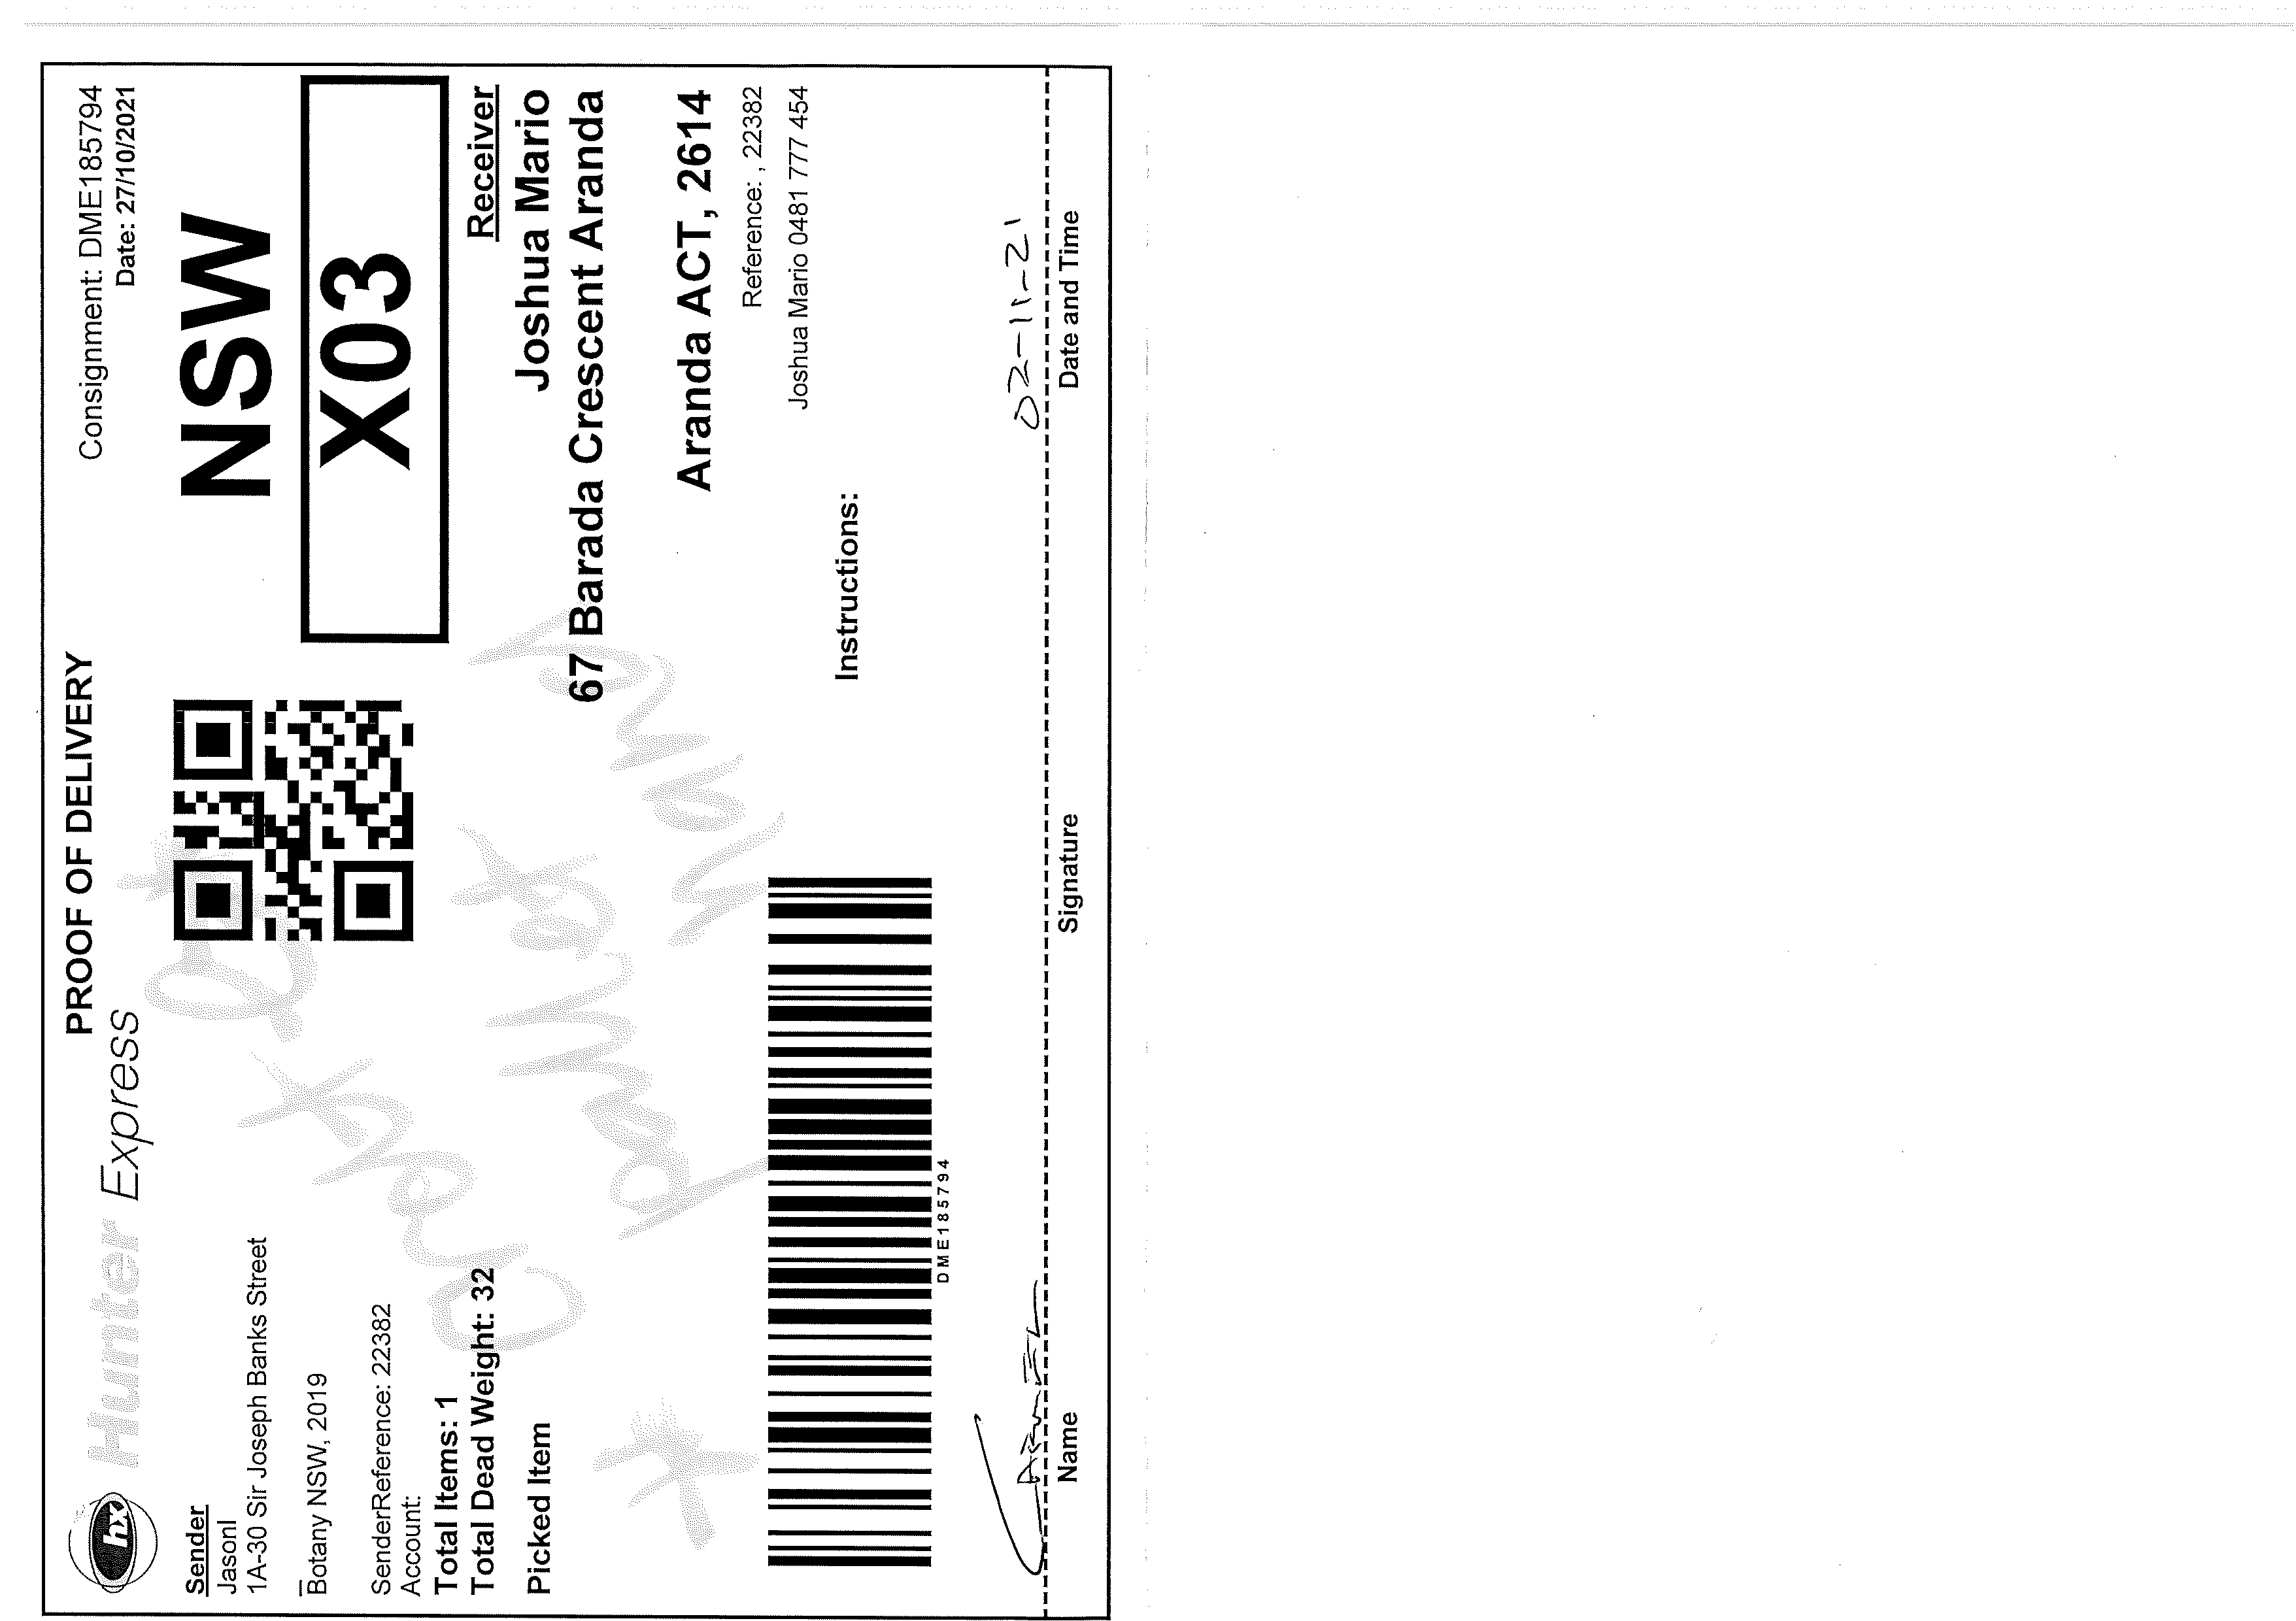 PROOF OF DELIVERY
hx Hunter Express
Consignment: DME185794
Date: 27/10/2021
Sender
JasonI
1A-30 Sir Joseph Banks Street
Botany NSW, 2019
SenderReference: 22382
Account:
Total Items: 1
Total Dead Weight: 32
Picked Item
NSW
X03
Receiver
Joshua Mario
67 Barada Crescent Aranda
Aranda ACT, 2614
Reference: , 22382
Joshua Mario 0481 777 454
Instructions:
DME185794
02-11-21
Name
Signature
Date and Time